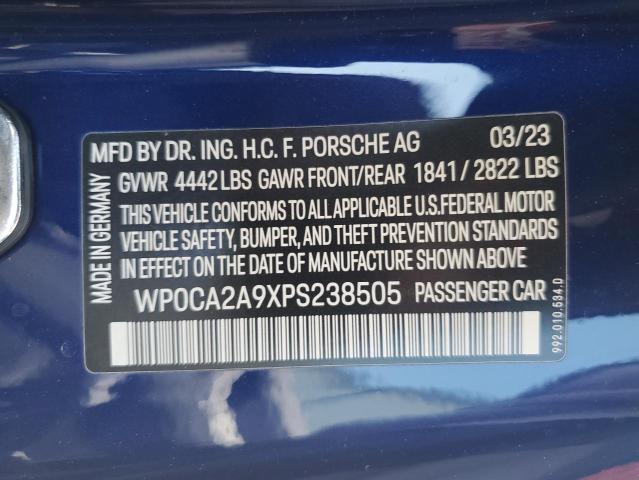 MFD BY DR. ING. H.C. F. PORSCHE AG 03/23
GVWR 4442 LBS GAWR FRONT/REAR 1841 / 2822 LBS
THIS VEHICLE CONFORMS TO ALL APPLICABLE U.S. FEDERAL MOTOR
VEHICLE SAFETY, BUMPER, AND THEFT PREVENTION STANDARDS
IN EFFECT ON THE DATE OF MANUFACTURE SHOWN ABOVE
WP0CA2A9XPS238505 PASSENGER CAR
MADE IN GERMANY
992.010.534.0